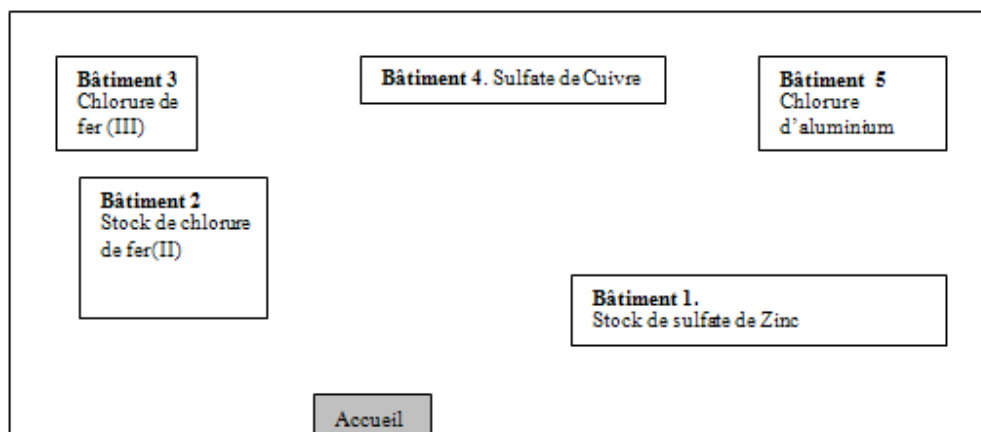 Bâtiment 3
Chlorure de
fer (III)
Bâtiment 4. Sulfate de Cuivre
Bâtiment 5
Chlorure
d'aluminium
Bâtiment 2
Stock de chlorure
de fer(II)
Bâtiment 1.
Stock de sulfate de Zinc
Accueil